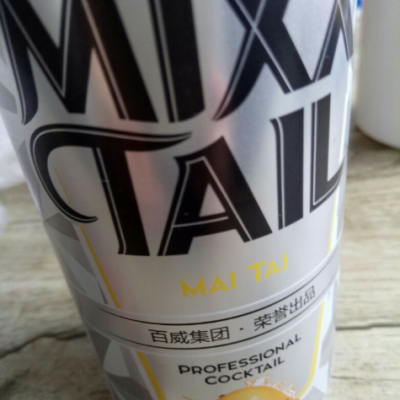 MIXX
TAIL
MAI TAI
百威集团·荣誉出品
PROFESSIONAL
COCKTAIL